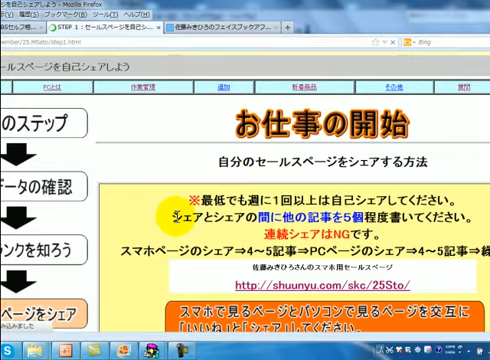 を自己シェアしよう - Mozilla Firefox
(V) 履歴(S) ブックマーク(B) ツール(T) ヘルプ(H)
STEP 1：セールスページを自己シ...
佐藤みきひろのフェイスブックアフ...
ember/25.MSato/step1.html
Bing
ールスページを自己シェアしよう
PCとは
作業管理
追加
新着商品
その他
質問
のステップ
お仕事の開始
自分のセールスページをシェアする方法
ータの確認
※最低でも週に1回以上は自己シェアしてください。
シェアとシェアの間に他の記事を5個程度書いてください。
連続シェアはNGです。
ランクを知ろう
スマホページのシェア⇒4～5記事⇒PCページのシェア⇒4～5記事⇒
佐藤みきひろさんのスマホ用セールスページ
http://shuunyu.com/skc/25Sto/
ページをシェア
スマホで見るページとパソコンで見るページを交互に
「いいね」と「シェア」してください。
み込みました